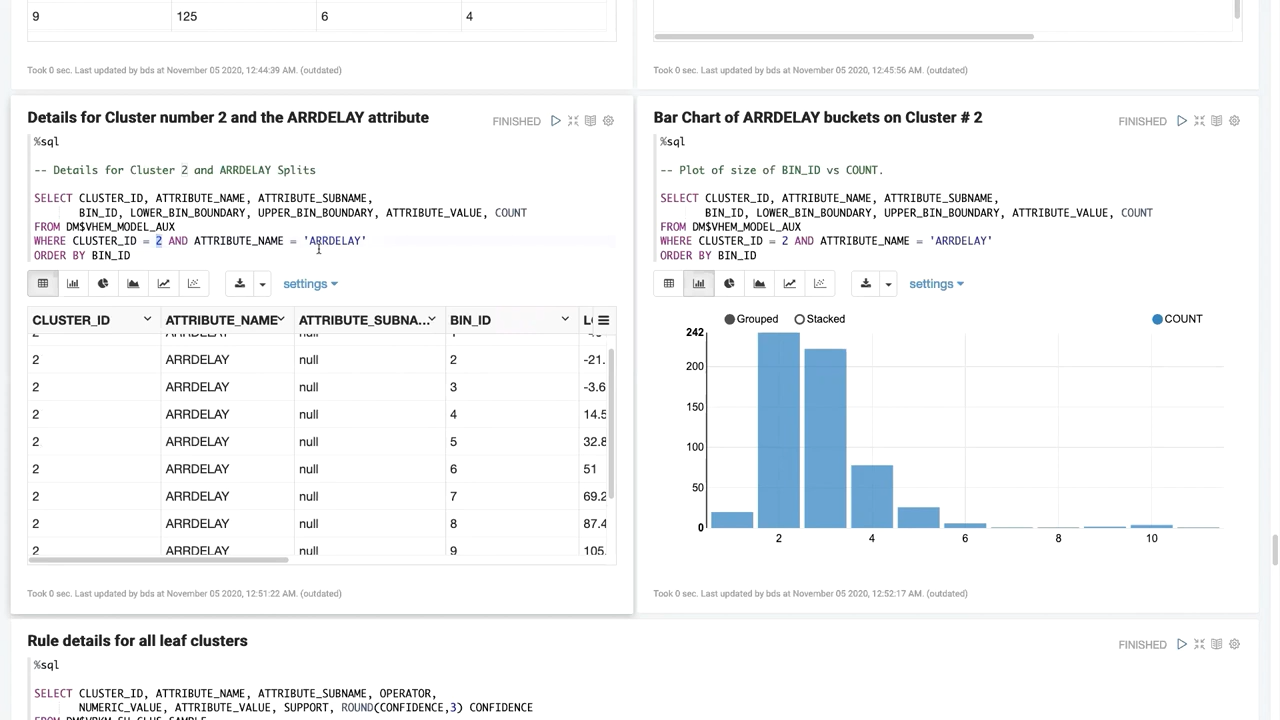 9 125 6 4
Took 0 sec. Last updated by bds at November 05 2020, 12:44:39 AM. (outdated)
Took 0 sec. Last updated by bds at November 05 2020, 12:45:56 AM. (outdated)
Details for Cluster number 2 and the ARRDELAY attribute
FINISHED
%sql
-- Details for Cluster 2 and ARRDELAY Splits
SELECT CLUSTER_ID, ATTRIBUTE_NAME, ATTRIBUTE_SUBNAME,
BIN_ID, LOWER_BIN_BOUNDARY, UPPER_BIN_BOUNDARY, ATTRIBUTE_VALUE, COUNT
FROM DM$VHEM_MODEL_AUX
WHERE CLUSTER_ID = 2 AND ATTRIBUTE_NAME = 'ARRDELAY'
ORDER BY BIN_ID
settings
CLUSTER_ID ATTRIBUTE_NAME ATTRIBUTE_SUBNA... BIN_ID
2 ARRDELAY null
2 ARRDELAY null 2 -21.
2 ARRDELAY null 3 -3.6
2 ARRDELAY null 4 14.5
2 ARRDELAY null 5 32.8
2 ARRDELAY null 6 51
2 ARRDELAY null 7 69.2
2 ARRDELAY null 8 87.4
2 ARRDELAY null 9 105.
Took 0 sec. Last updated by bds at November 05 2020, 12:51:22 AM. (outdated)
Bar Chart of ARRDELAY buckets on Cluster # 2
FINISHED
%sql
-- Plot of size of BIN_ID vs COUNT.
SELECT CLUSTER_ID, ATTRIBUTE_NAME, ATTRIBUTE_SUBNAME,
BIN_ID, LOWER_BIN_BOUNDARY, UPPER_BIN_BOUNDARY, ATTRIBUTE_VALUE, COUNT
FROM DM$VHEM_MODEL_AUX
WHERE CLUSTER_ID = 2 AND ATTRIBUTE_NAME = 'ARRDELAY'
ORDER BY BIN_ID
settings
Grouped Stacked COUNT
242
200
150
100
50
0
2 4 6 8 10
Took 0 sec. Last updated by bds at November 05 2020, 12:52:17 AM. (outdated)
Rule details for all leaf clusters
FINISHED
%sql
SELECT CLUSTER_ID, ATTRIBUTE_NAME, ATTRIBUTE_SUBNAME, OPERATOR,
NUMERIC_VALUE, ATTRIBUTE_VALUE, SUPPORT, ROUND(CONFIDENCE,3) CONFIDENCE